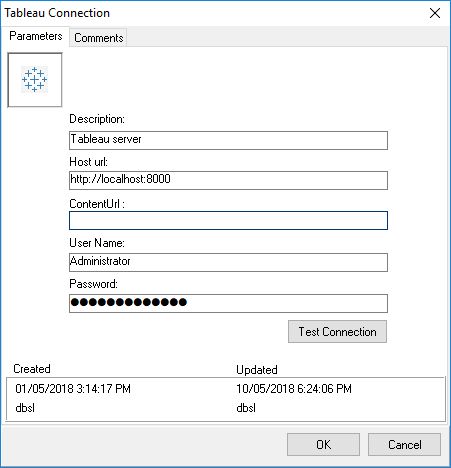 Tableau Connection
Parameters Comments
Description:
Tableau server
Host url:
http://localhost:8000
ContentUrl :
User Name:
Administrator
Password:
●●●●●●●●●●●●●
Test Connection
Created Updated
01/05/2018 3:14:17 PM 10/05/2018 6:24:06 PM
dbsl dbsl
OK Cancel